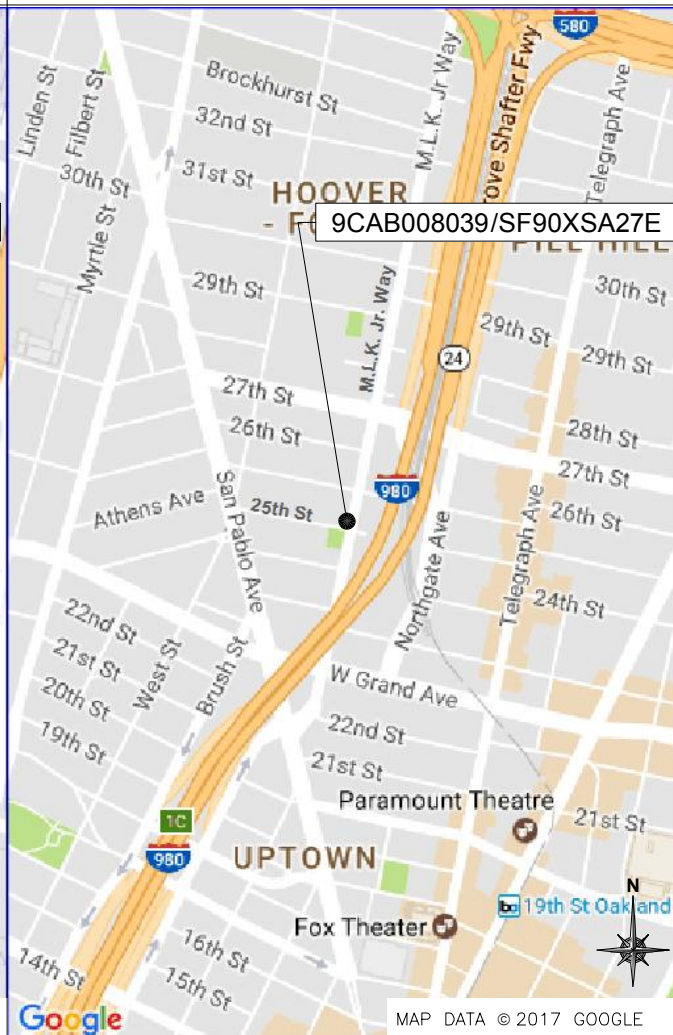 580
Linden St
Filbert St
Brockhurst St
M.L.K. Jr Way
rove Shafter Fwy
Telegraph Ave
32nd St
31st St
30th St
HOOVER
- F
9CAB008039/SF90XSA27E
PILL HILL
Myrtle St
29th St
30th St
M.L.K. Jr. Way
29th St
24
29th St
27th St
26th St
28th St
27th St
San Pablo Ave
980
Athens Ave
25th St
26th St
Northgate Ave
Telegraph Ave
24th St
22nd St
21st St
West St
Brush St
20th St
W Grand Ave
19th St
22nd St
21st St
Paramount Theatre
21st St
1C
980
UPTOWN
N
ba 19th St Oakland
Fox Theater
16th St
14th St
15th St
Google
MAP DATA © 2017 GOOGLE